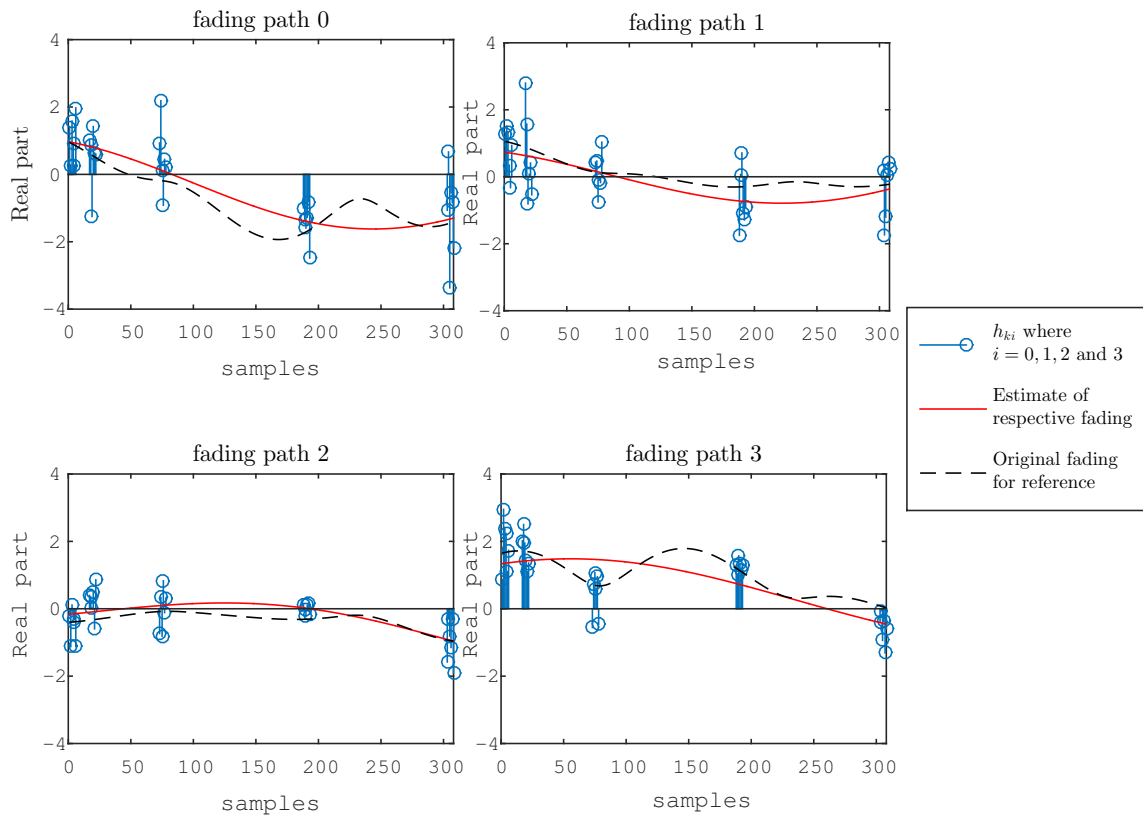 fading path 0
4
2
0
−2
−4
Real part
0 50 100 150 200 250 300
samples
fading path 1
4
2
0
−2
−4
Real part
0 50 100 150 200 250 300
samples
h_{ki} where
i = 0, 1, 2 and 3
Estimate of
respective fading
Original fading
for reference
fading path 2
4
2
0
−2
−4
Real part
0 50 100 150 200 250 300
samples
fading path 3
4
2
0
−2
−4
Real part
0 50 100 150 200 250 300
samples